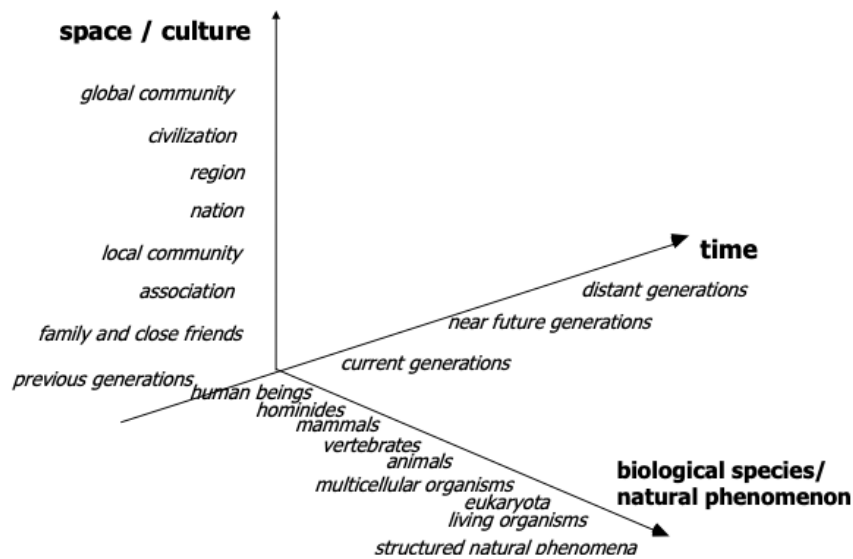 space / culture
global community
civilization
region
nation
local community
association
family and close friends
previous generations
time
distant generations
near future generations
current generations
human beings
hominides
mammals
vertebrates
animals
multicellular organisms
eukaryota
living organisms
structured natural phenomena
biological species/
natural phenomenon